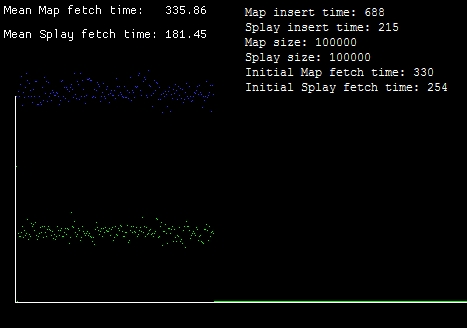 Mean Map fetch time: 335.86
Mean Splay fetch time: 181.45
Map insert time: 688
Splay insert time: 215
Map size: 100000
Splay size: 100000
Initial Map fetch time: 330
Initial Splay fetch time: 254